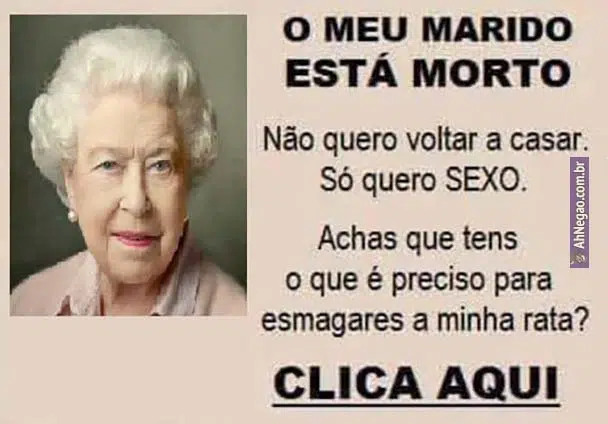 O MEU MARIDO
ESTÁ MORTO
Não quero voltar a casar.
Só quero SEXO.
Achas que tens
o que é preciso para
esmagares a minha rata?
CLICA AQUI
AhNegao.com.br